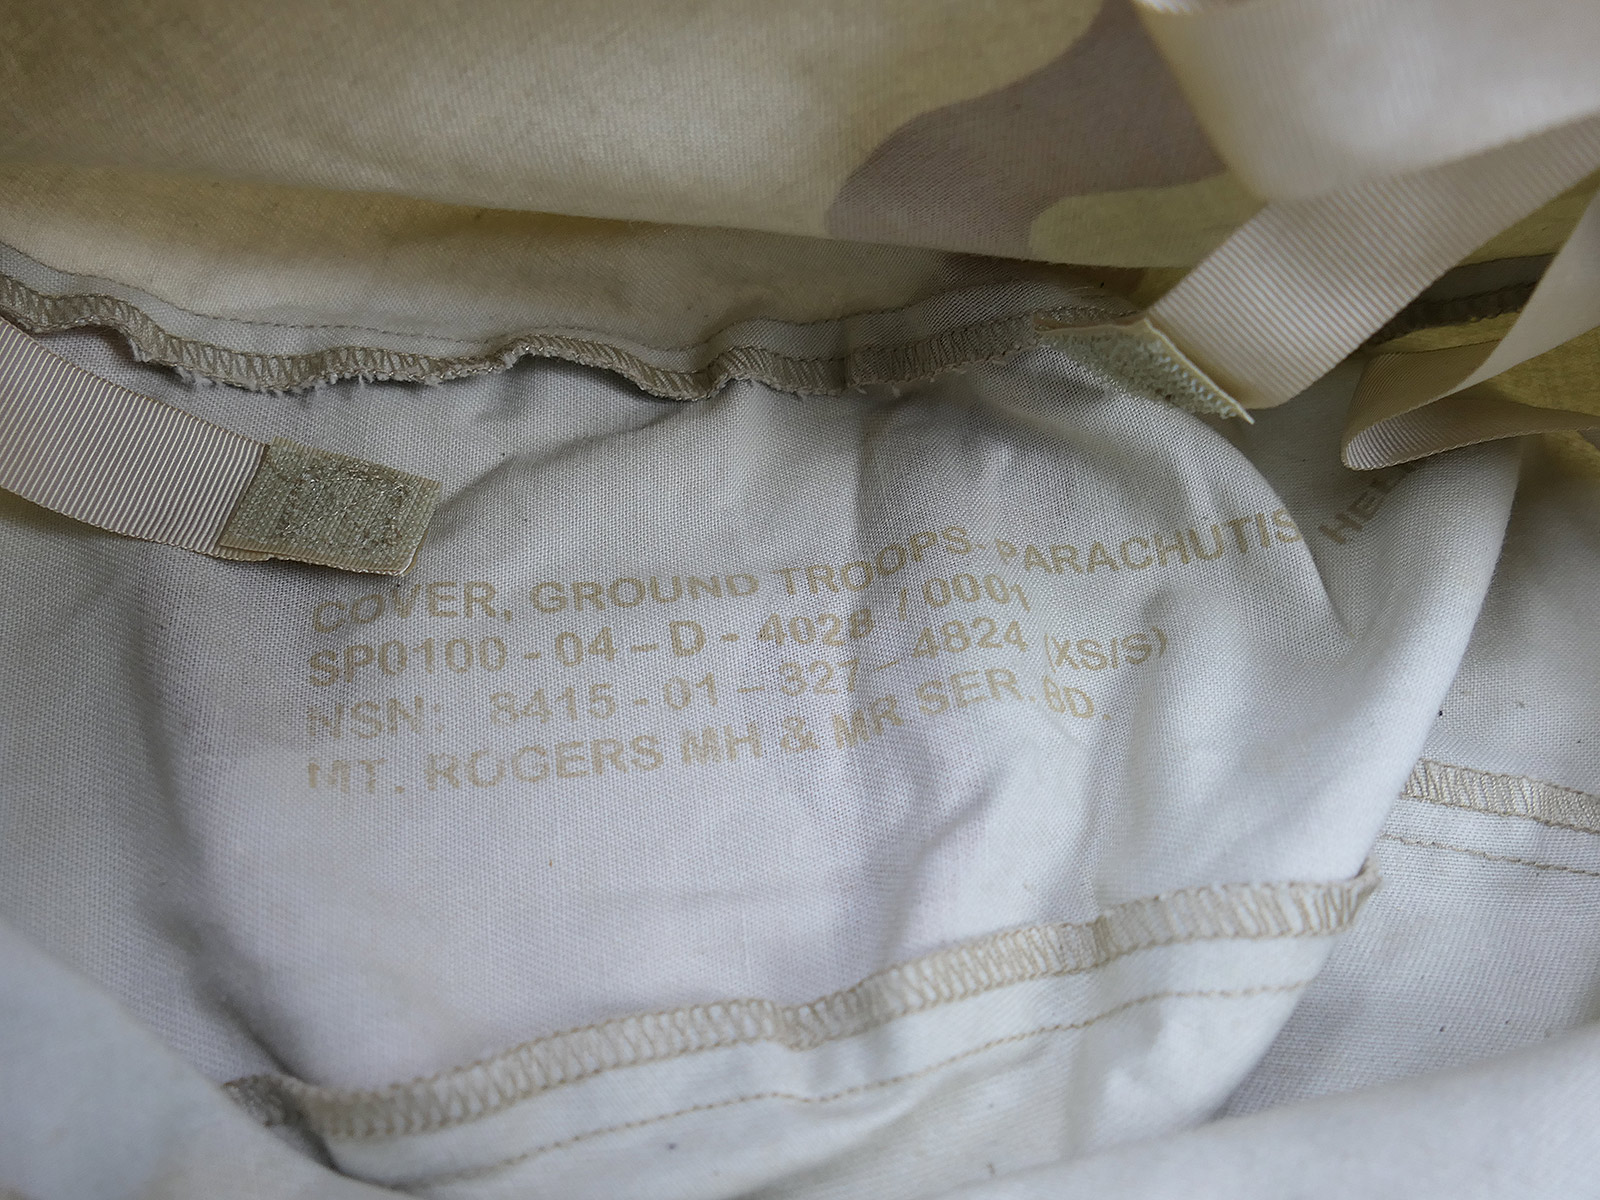 COVER, GROUND TROOPS-PARACHUTIS
SP0100 - 04 - D - 4028 / 0001
NSN: 8415 - 01 - 327 - 4824 (XS/S)
MT. ROGERS MH & MR SER. BD.